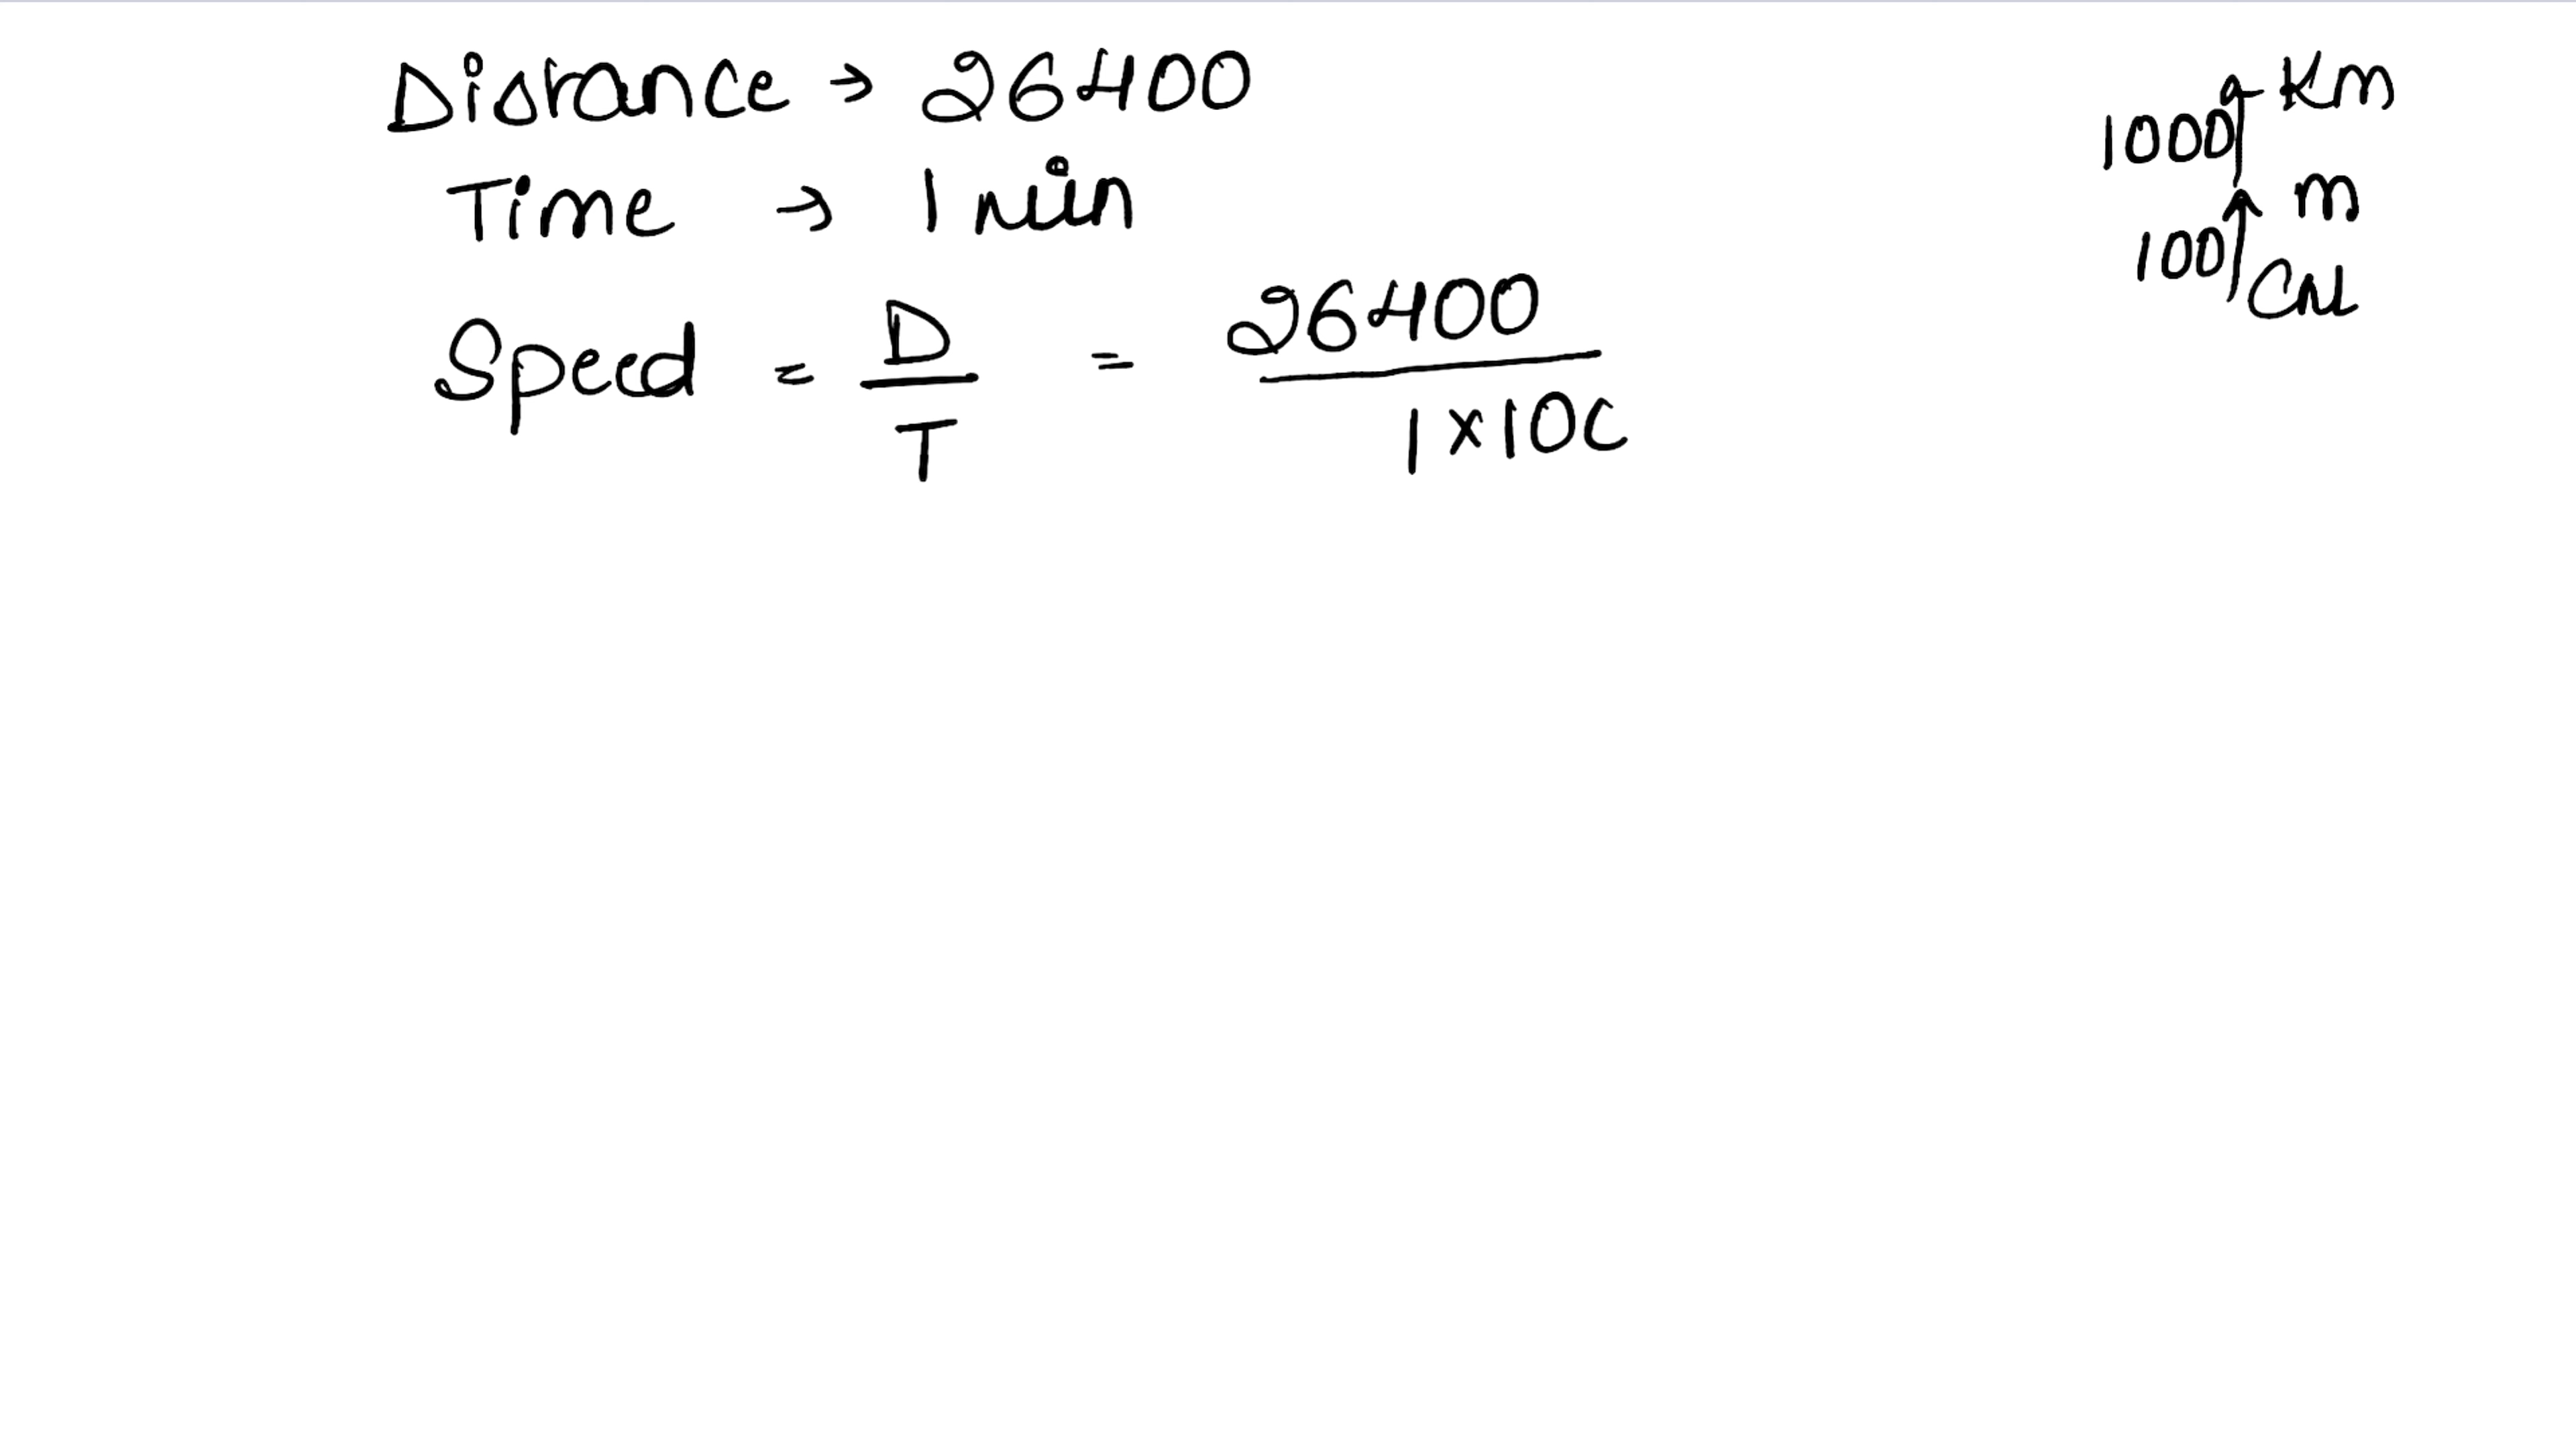 Distance → 26400
Time → 1 min
Speed = D/T = 26400/1×10C
Km
1000
m
100
Cm